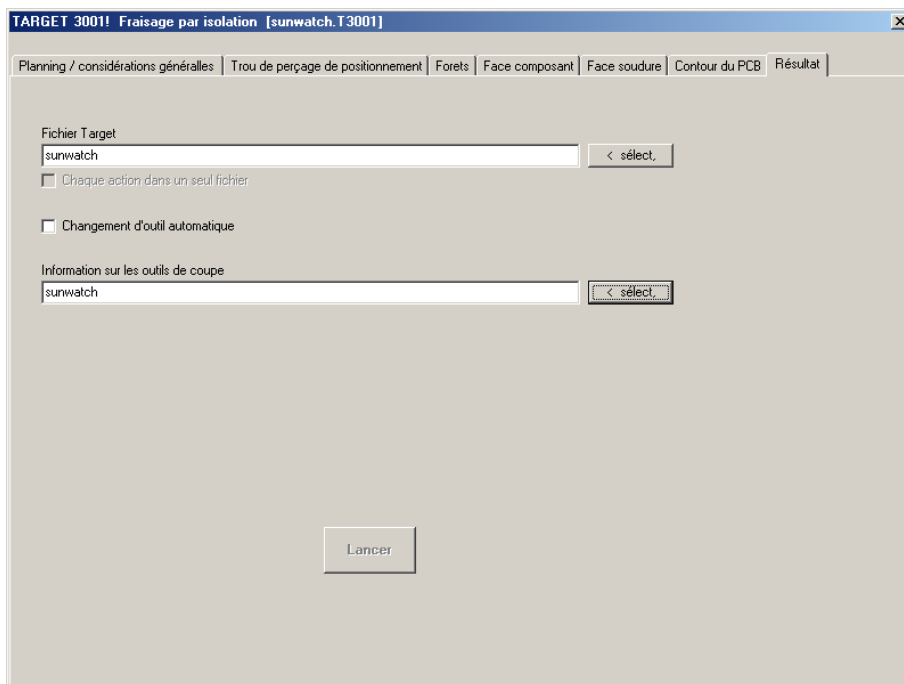 TARGET 3001!  Fraisage par isolation  [sunwatch.T3001]
Planning / considérations générales Trou de perçage de positionnement Forets Face composant Face soudure Contour du PCB Résultat
Fichier Target
sunwatch < sélect,
Chaque action dans un seul fichier
Changement d'outil automatique
Information sur les outils de coupe
sunwatch < sélect,
Lancer